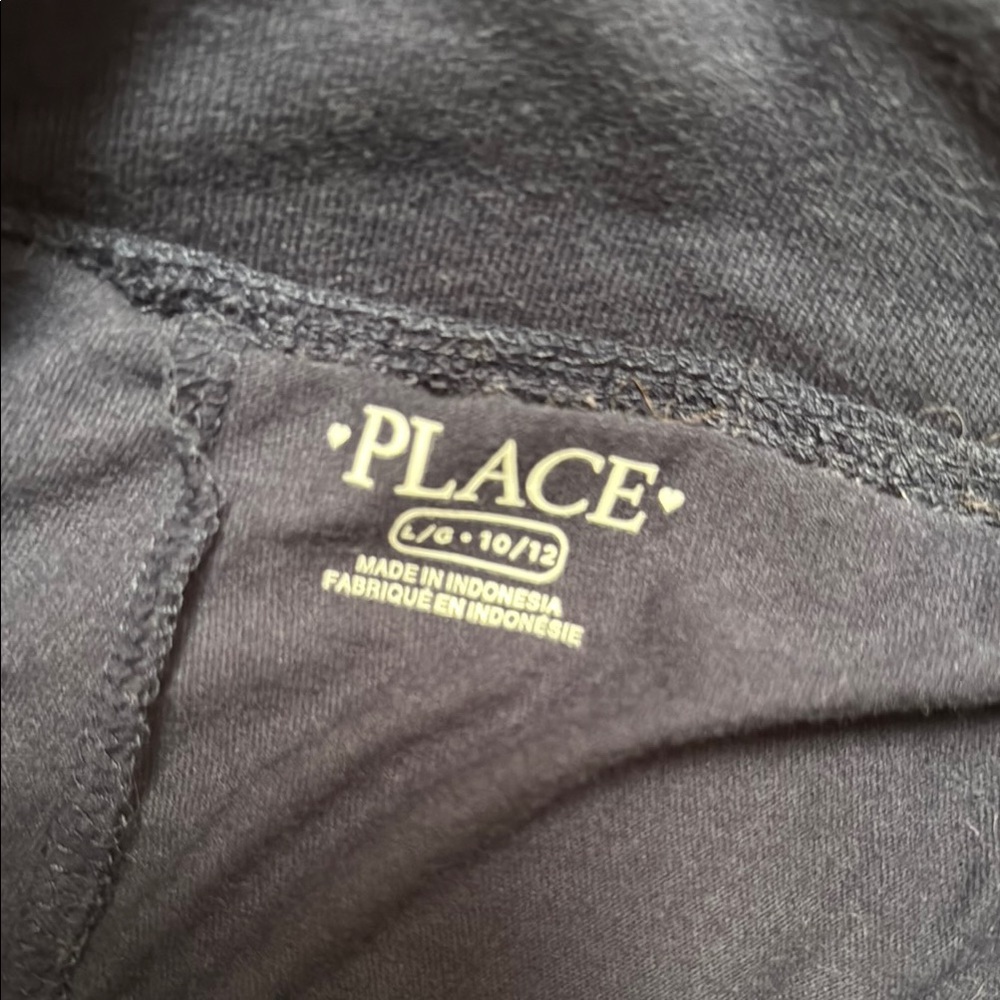 ♥PLACE♥
L/G • 10/12
MADE IN INDONESIA
FABRIQUÉ EN INDONÉSIE